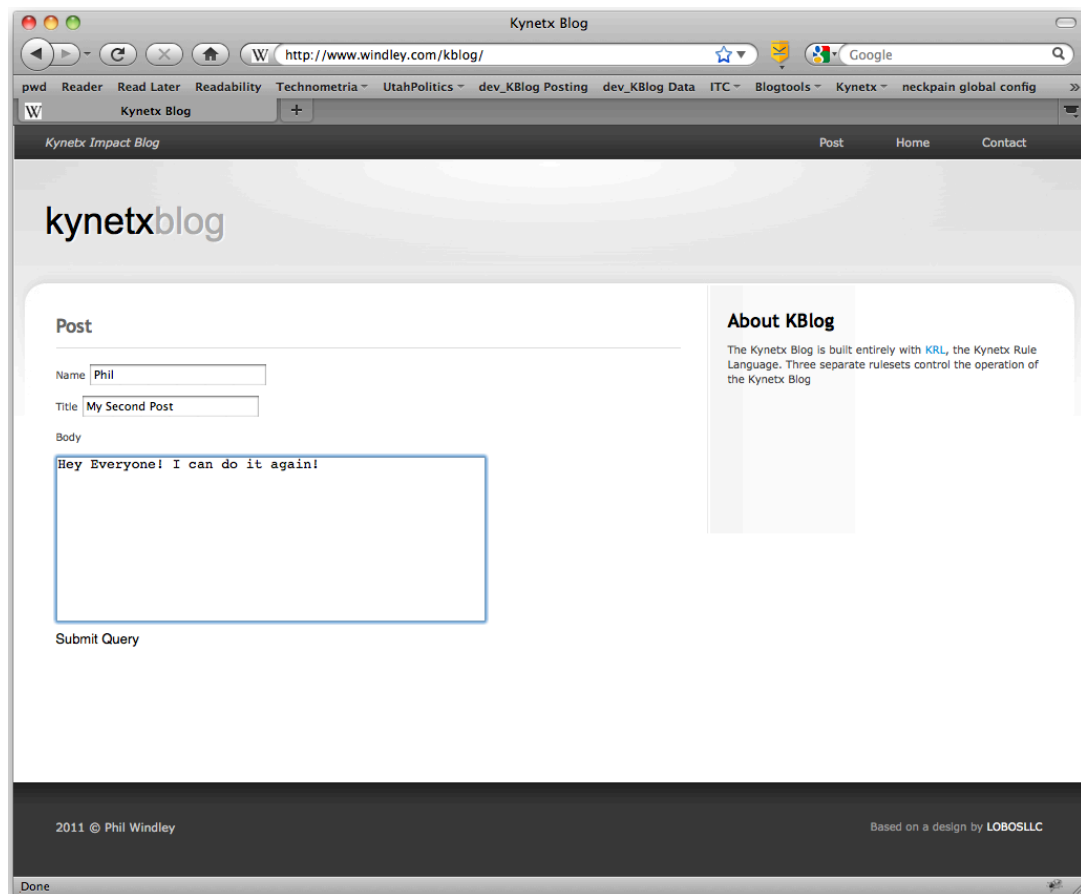 Kynetx Blog
W http://www.windley.com/kblog/ Google
pwd Reader Read Later Readability Technometria UtahPolitics dev_KBlog Posting dev_KBlog Data ITC Blogtools Kynetx neckpain global config »
W Kynetx Blog +
Kynetx Impact Blog Post Home Contact
kynetxblog
Post
Name Phil
Title My Second Post
Body
Hey Everyone! I can do it again!
Submit Query
About KBlog
The Kynetx Blog is built entirely with KRL, the Kynetx Rule
Language. Three separate rulesets control the operation of
the Kynetx Blog
2011 © Phil Windley Based on a design by LOBOSLLC
Done